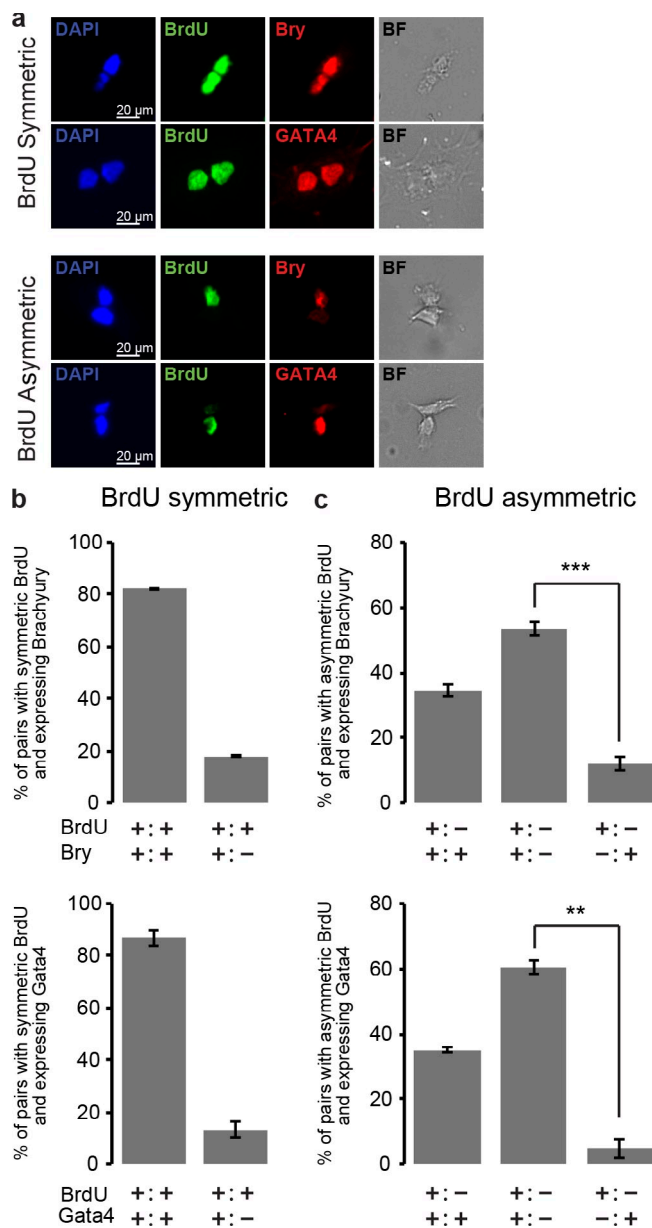 a
BrdU Symmetric
DAPI BrdU Bry BF
20 µm
DAPI BrdU GATA4 BF
20 µm
BrdU Asymmetric
DAPI BrdU Bry BF
20 µm
DAPI BrdU GATA4 BF
20 µm
b BrdU symmetric
% of pairs with symmetric BrdU
and expressing Brachyury
100
80
60
40
20
0
BrdU +:+ +:+
Bry +:+ +:−
c BrdU asymmetric
% of pairs with asymmetric BrdU
and expressing Brachyury
80
60
40
20
0
***
+:− +:− +:−
+:+ +:− −:+
% of pairs with symmetric BrdU
and expressing Gata4
100
80
60
40
20
0
BrdU +:+ +:+
Gata4 +:+ +:−
% of pairs with asymmetric BrdU
and expressing Gata4
80
60
40
20
0
**
+:− +:− +:−
+:+ +:− −:+